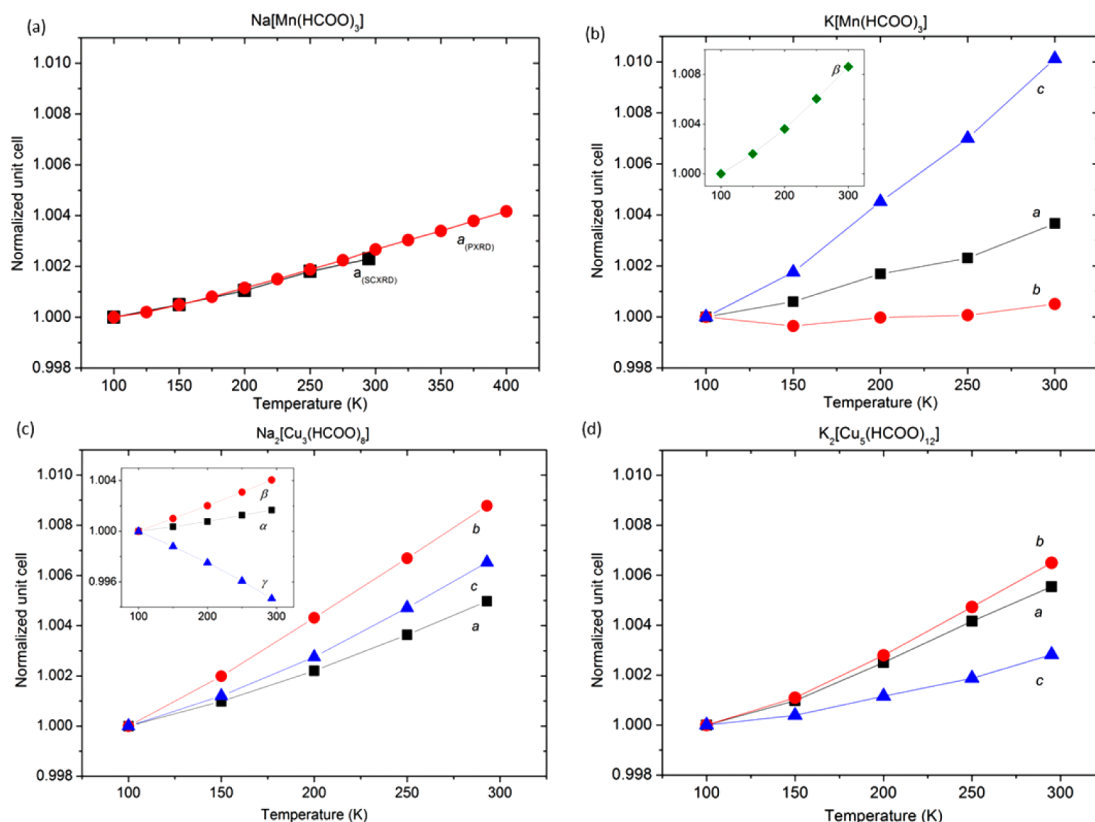 (a)
Na[Mn(HCOO)3]
1.010
1.008
1.006
1.004
1.002
1.000
0.998
Normalized unit cell
a(PXRD)
a(SCXRD)
100
150
200
250
300
350
400
Temperature (K)
(b)
K[Mn(HCOO)3]
1.010
1.008
1.006
1.004
1.002
1.000
0.998
Normalized unit cell
1.008
1.004
1.000
β
100
200
300
c
a
b
100
150
200
250
300
Temperature (K)
(c)
Na2[Cu3(HCOO)8]
1.010
1.008
1.006
1.004
1.002
1.000
0.998
Normalized unit cell
1.004
1.000
0.996
β
α
γ
100
200
300
b
c
a
100
150
200
250
300
Temperature (K)
(d)
K2[Cu5(HCOO)12]
1.010
1.008
1.006
1.004
1.002
1.000
0.998
Normalized unit cell
b
a
c
100
150
200
250
300
Temperature (K)